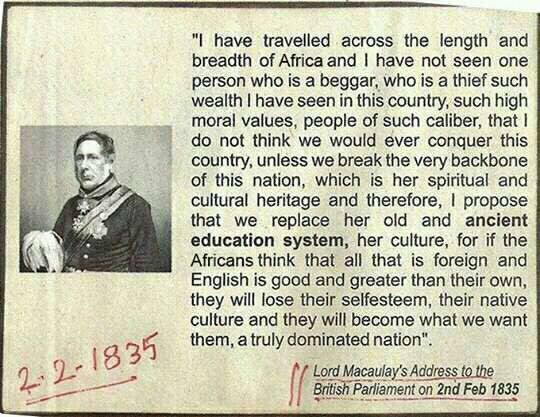 "I have travelled across the length and
breadth of Africa and I have not seen one
person who is a beggar, who is a thief such
wealth I have seen in this country, such high
moral values, people of such caliber, that I
do not think we would ever conquer this
country, unless we break the very backbone
of this nation, which is her spiritual and
cultural heritage and therefore, I propose
that we replace her old and ancient
education system, her culture, for if the
Africans think that all that is foreign and
English is good and greater than their own,
they will lose their selfesteem, their native
culture and they will become what we want
them, a truly dominated nation".
2-2-1835
Lord Macaulay's Address to the
British Parliament on 2nd Feb 1835